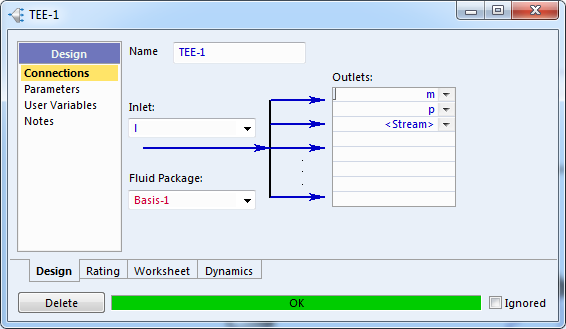 TEE-1
Design
Connections
Parameters
User Variables
Notes
Name
TEE-1
Inlet:
l
Fluid Package:
Basis-1
Outlets:
m
p
<Stream>
Design
Rating
Worksheet
Dynamics
Delete
OK
Ignored